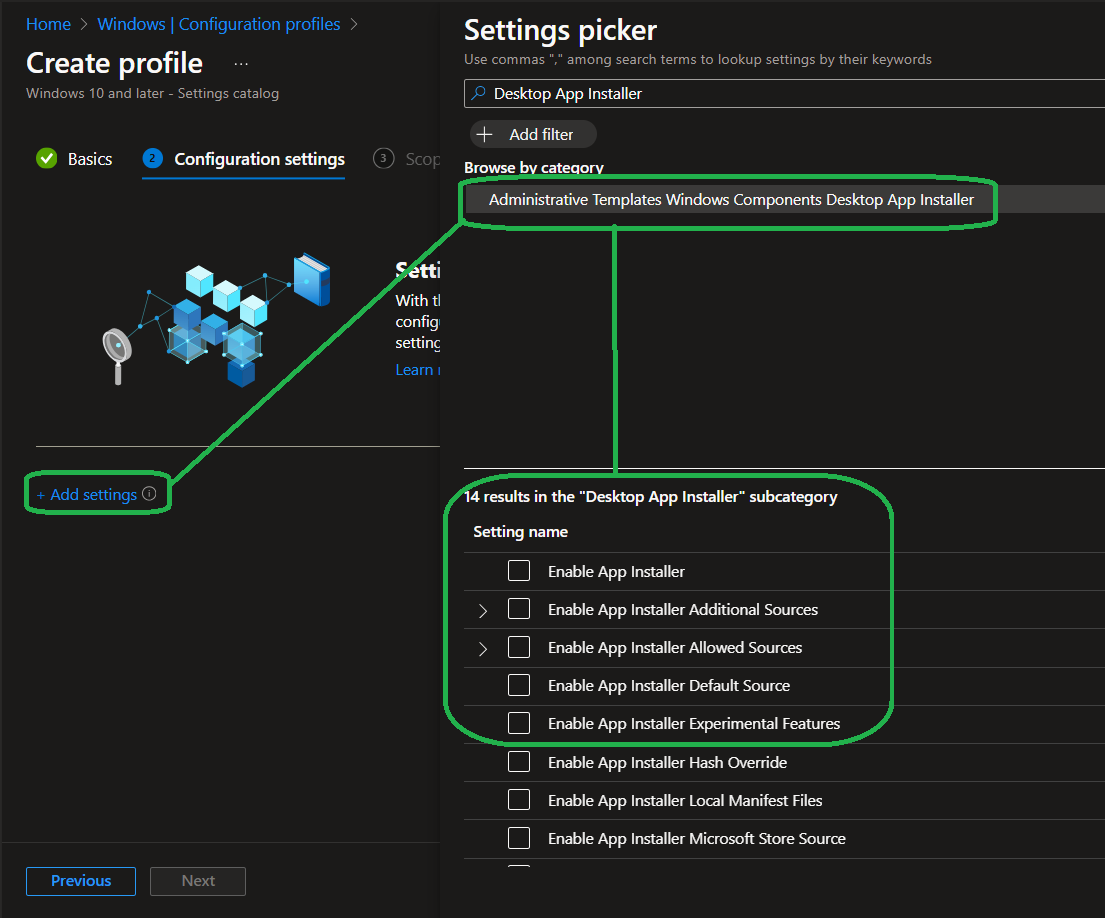 Home > Windows | Configuration profiles >
Create profile ...
Windows 10 and later - Settings catalog
Basics
2 Configuration settings
3 Scop
Setti
With th
config
setting
Learn
+ Add settings
Previous
Next
Settings picker
Use commas "," among search terms to lookup settings by their keywords
Desktop App Installer
+ Add filter
Browse by category
Administrative Templates Windows Components Desktop App Installer
14 results in the "Desktop App Installer" subcategory
Setting name
Enable App Installer
Enable App Installer Additional Sources
Enable App Installer Allowed Sources
Enable App Installer Default Source
Enable App Installer Experimental Features
Enable App Installer Hash Override
Enable App Installer Local Manifest Files
Enable App Installer Microsoft Store Source